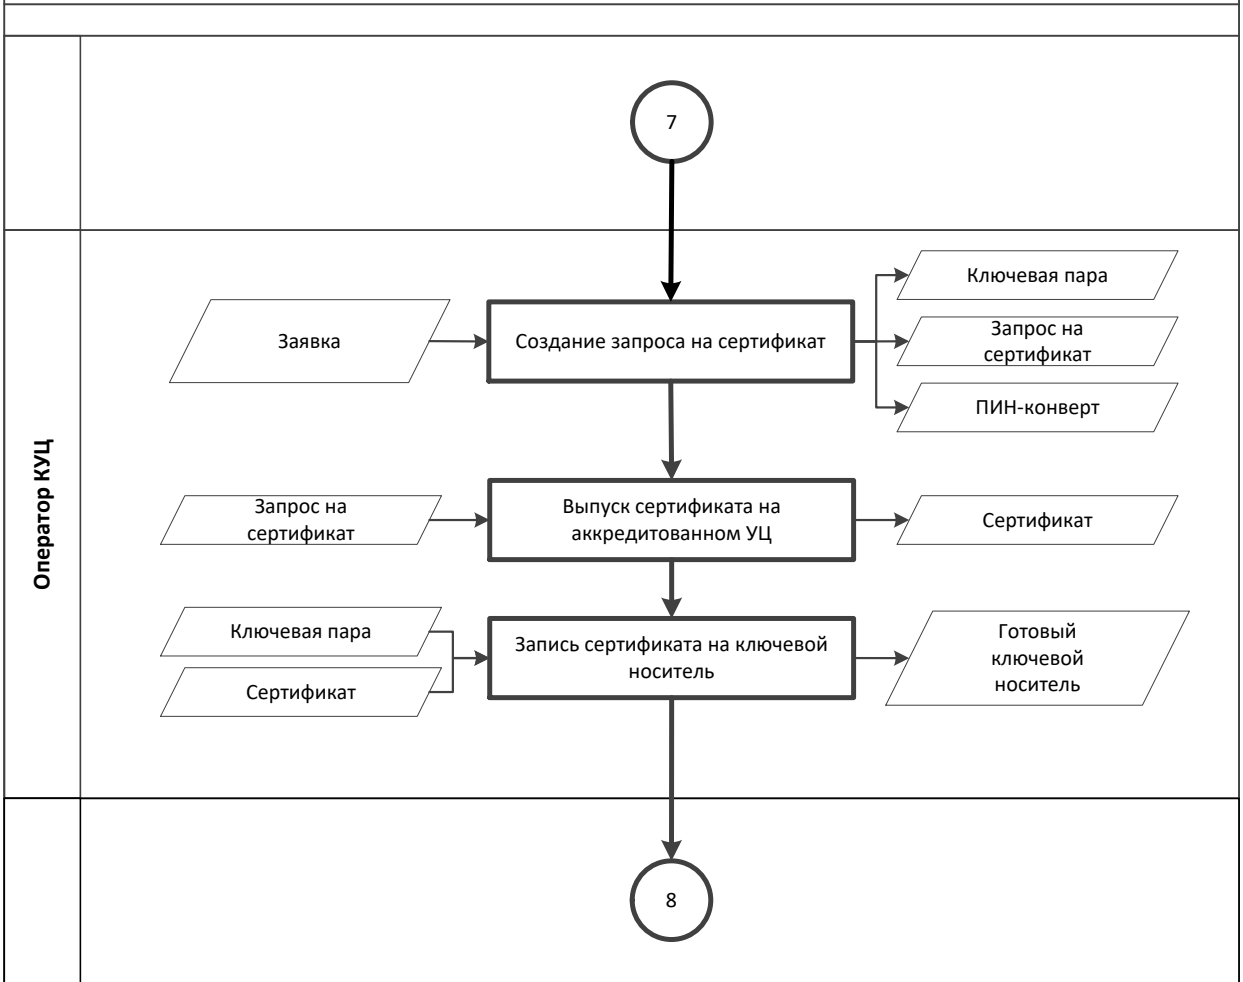 7
Оператор КУЦ
Заявка
Создание запроса на сертификат
Ключевая пара
Запрос на
сертификат
ПИН-конверт
Запрос на
сертификат
Выпуск сертификата на
аккредитованном УЦ
Сертификат
Ключевая пара
Сертификат
Запись сертификата на ключевой
носитель
Готовый
ключевой
носитель
8